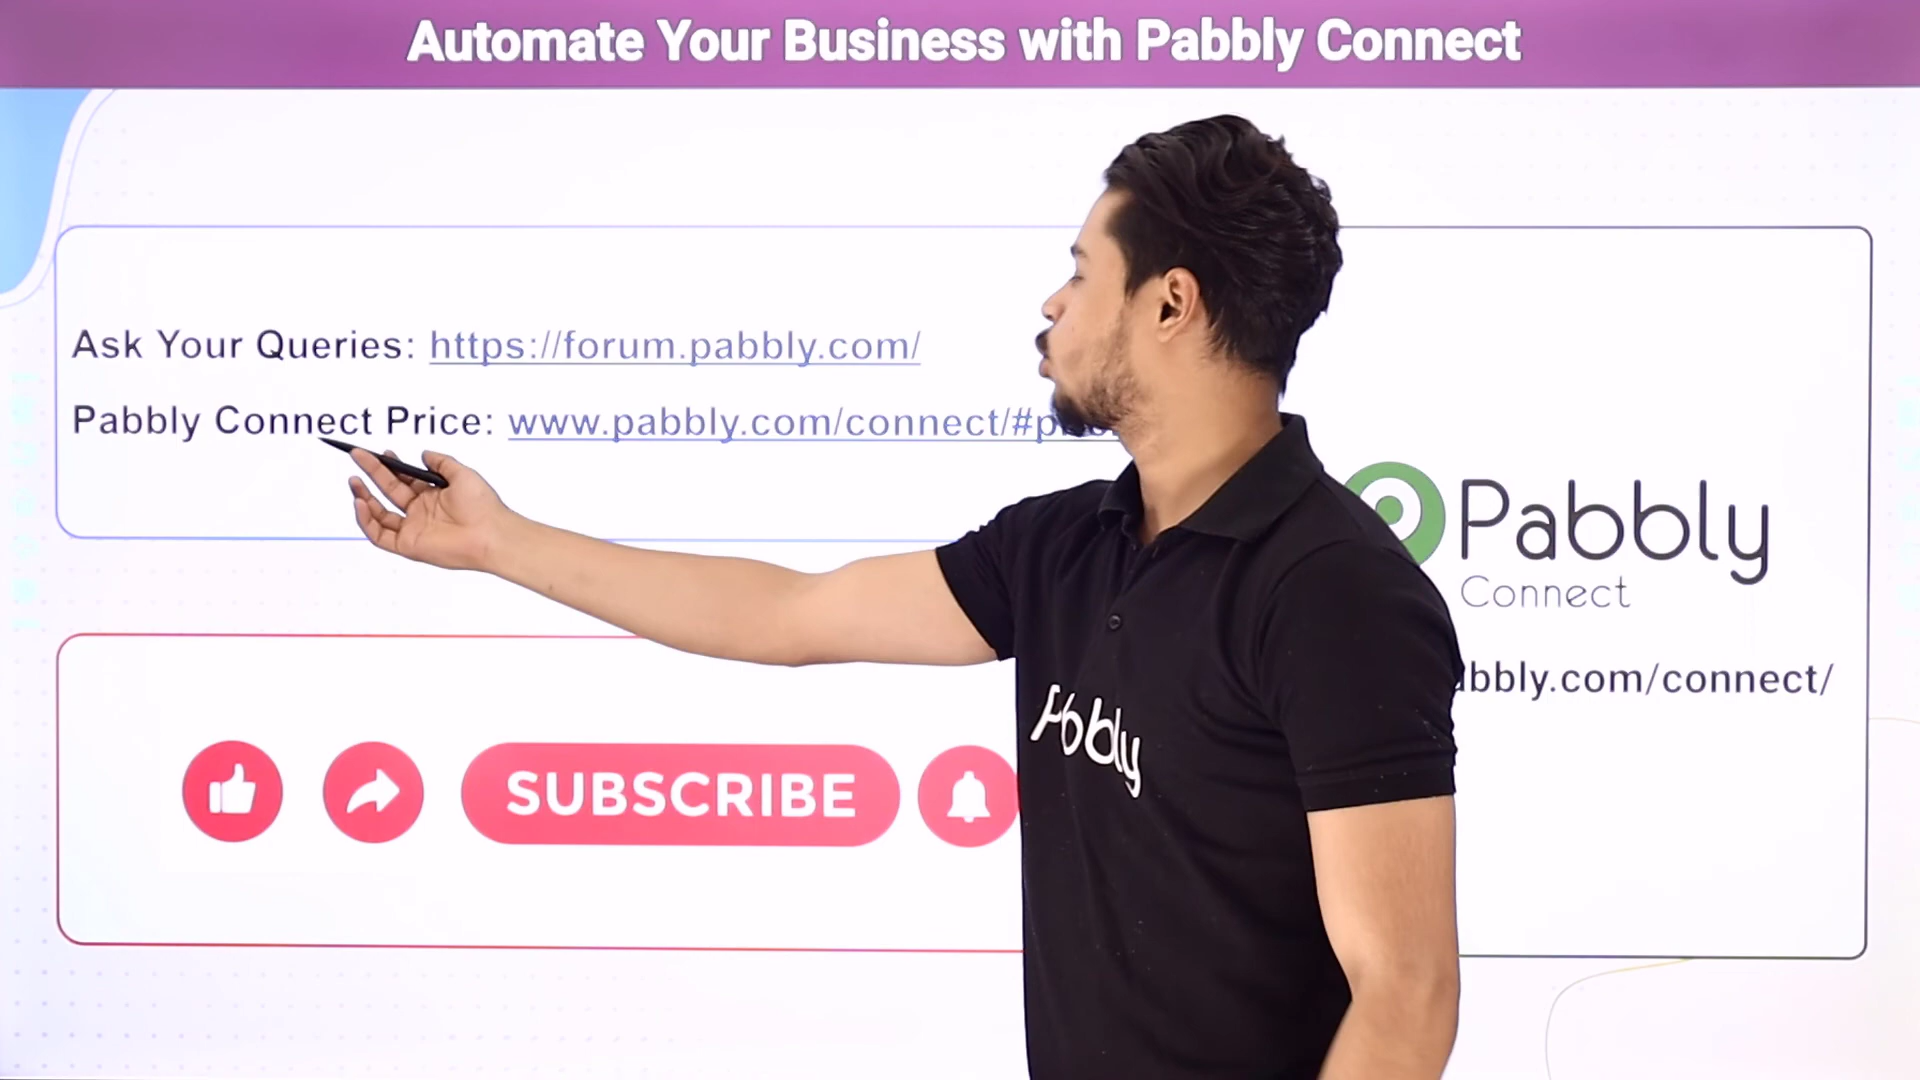 Automate Your Business with Pabbly Connect
Ask Your Queries: https://forum.pabbly.com/
Pabbly Connect Price: www.pabbly.com/connect/#p
Pabbly
Connect
abbly.com/connect/
SUBSCRIBE
Pabbly